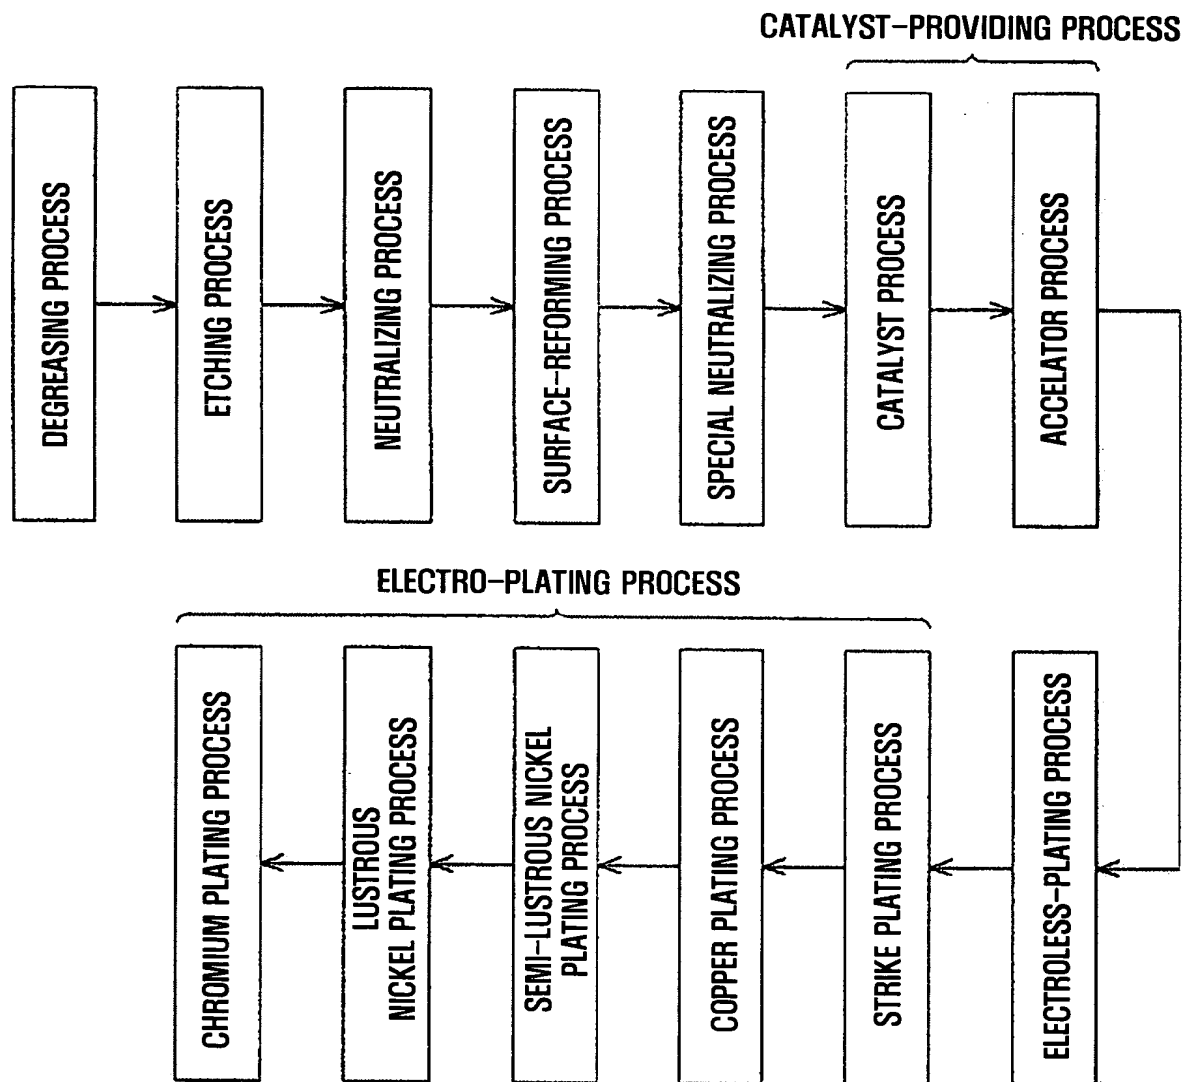 CATALYST-PROVIDING PROCESS
DEGREASING PROCESS
ETCHING PROCESS
NEUTRALIZING PROCESS
SURFACE-REFORMING PROCESS
SPECIAL NEUTRALIZING PROCESS
CATALYST PROCESS
ACCELATOR PROCESS
ELECTRO-PLATING PROCESS
CHROMIUM PLATING PROCESS
LUSTROUS
NICKEL PLATING PROCESS
SEMI-LUSTROUS NICKEL
PLATING PROCESS
COPPER PLATING PROCESS
STRIKE PLATING PROCESS
ELECTROLESS-PLATING PROCESS